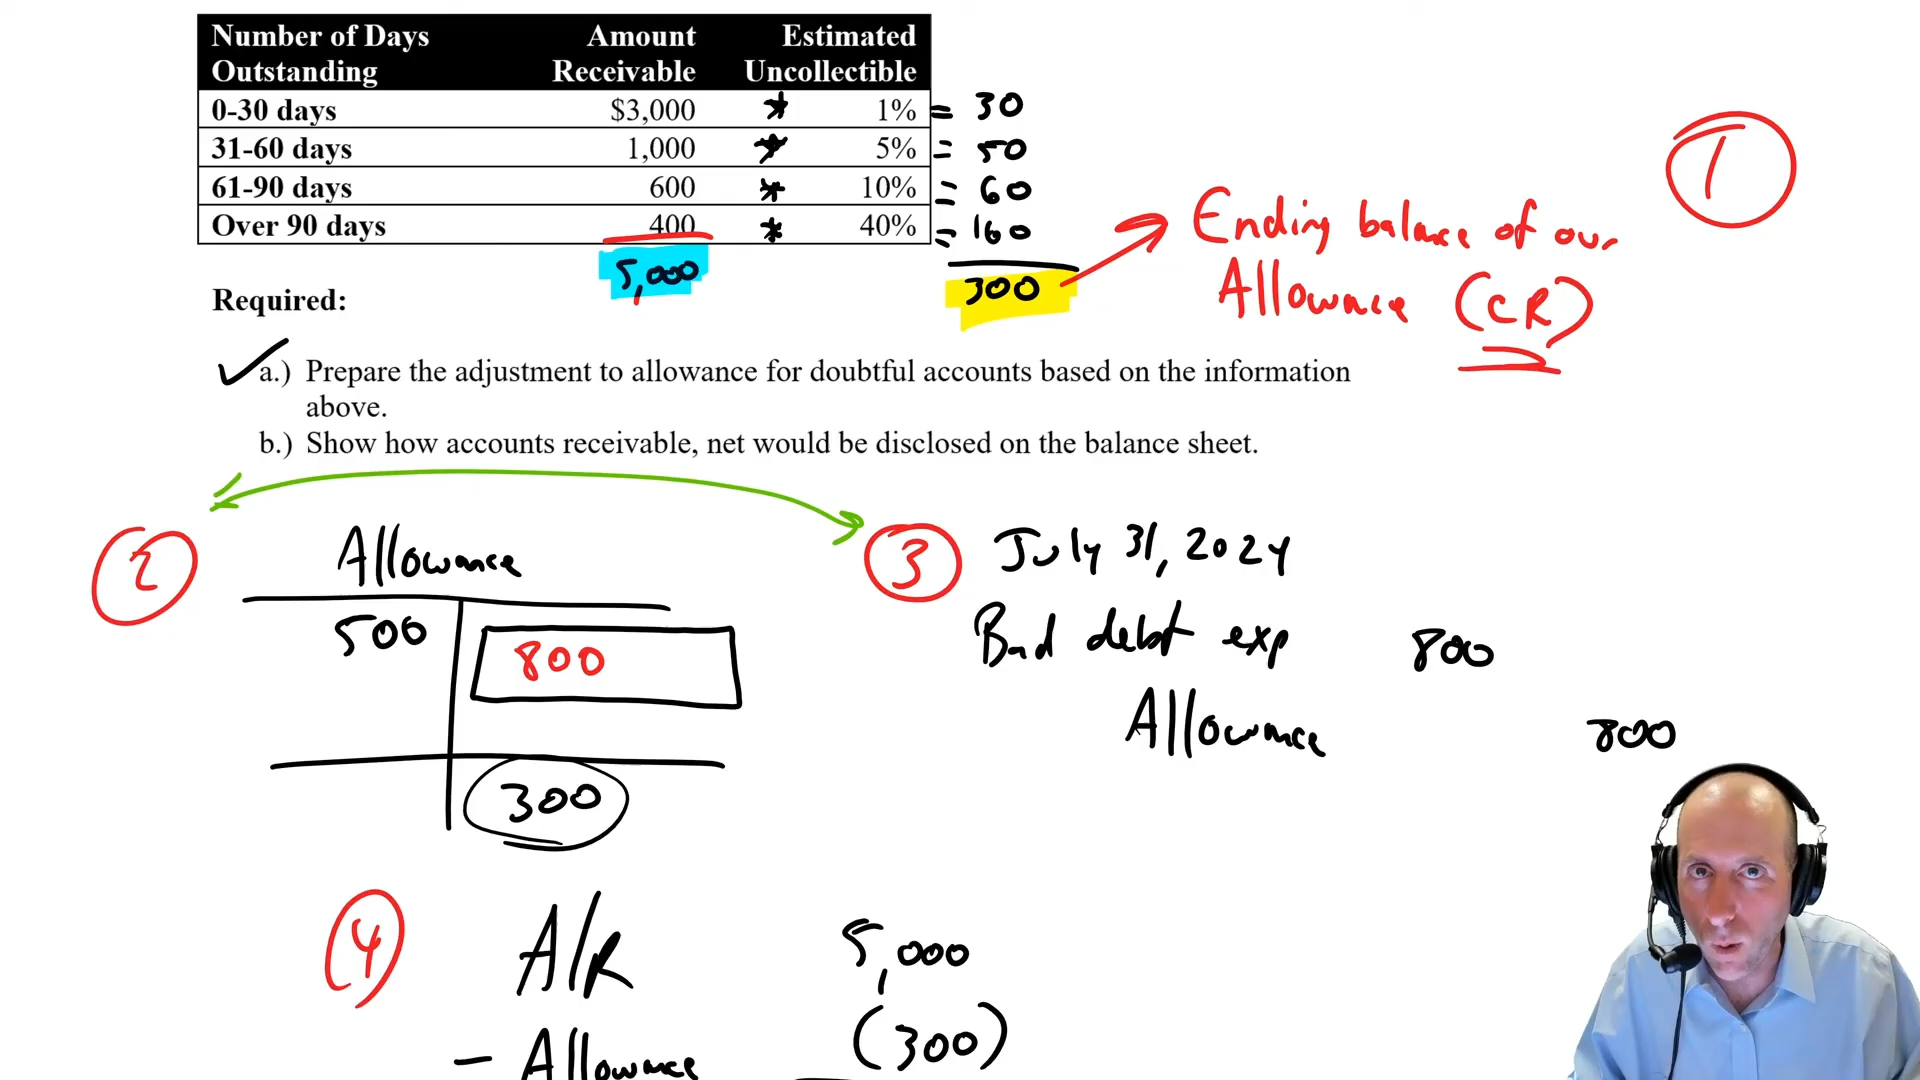 Number of Days Outstanding Amount Receivable Estimated Uncollectible
0-30 days $3,000 * 1% = 30
31-60 days 1,000 * 5% = 50
61-90 days 600 * 10% = 60
Over 90 days 400 * 40% = 160
5,000 300
Ending balance of our
Allowance (CR)
1
Required:
a.) Prepare the adjustment to allowance for doubtful accounts based on the information
above.
b.) Show how accounts receivable, net would be disclosed on the balance sheet.
2
Allowance
500
800
300
3 July 31, 2024
Bad debt exp 800
Allowance 800
4 A/R 5,000
- Allowance (300)